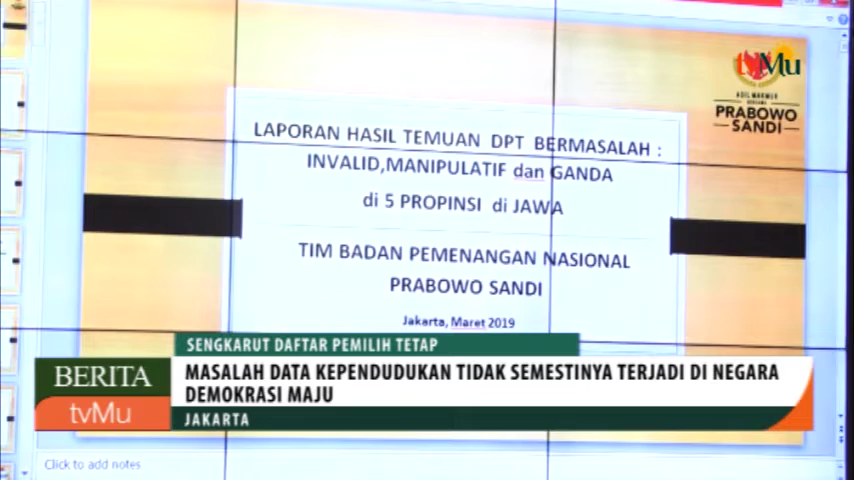 tvMu
ADIL MAKMUR
BERSAMA
PRABOWO
SANDI
LAPORAN HASIL TEMUAN DPT BERMASALAH :
INVALID,MANIPULATIF dan GANDA
di 5 PROPINSI di JAWA
TIM BADAN PEMENANGAN NASIONAL
PRABOWO SANDI
Jakarta, Maret 2019
SENGKARUT DAFTAR PEMILIH TETAP
BERITA
tvMu
MASALAH DATA KEPENDUDUKAN TIDAK SEMESTINYA TERJADI DI NEGARA
DEMOKRASI MAJU
JAKARTA
Click to add notes